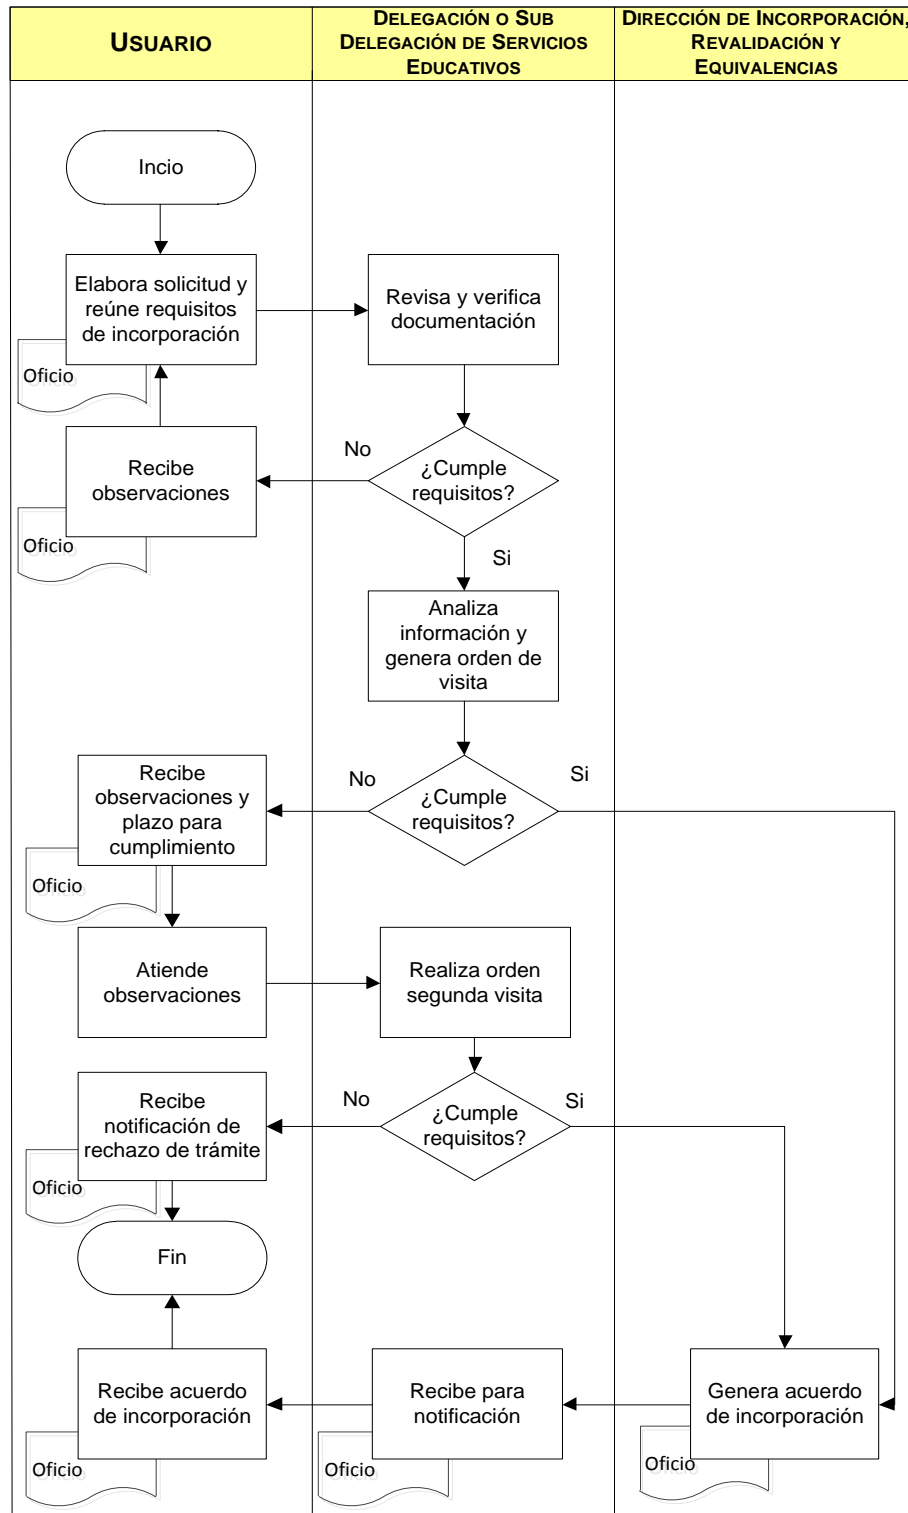 USUARIO
DELEGACIÓN O SUB
DELEGACIÓN DE SERVICIOS
EDUCATIVOS
DIRECCIÓN DE INCORPORACIÓN,
REVALIDACIÓN Y
EQUIVALENCIAS
Incio
Elabora solicitud y
reúne requisitos
de incorporación
Oficio
Revisa y verifica
documentación
No
¿Cumple
requisitos?
Recibe
observaciones
Oficio
Si
Analiza
información y
genera orden de
visita
Recibe
observaciones y
plazo para
cumplimiento
Oficio
No
¿Cumple
requisitos?
Si
Atiende
observaciones
Realiza orden
segunda visita
Recibe
notificación de
rechazo de trámite
Oficio
No
¿Cumple
requisitos?
Si
Fin
Recibe acuerdo
de incorporación
Oficio
Recibe para
notificación
Oficio
Genera acuerdo
de incorporación
Oficio